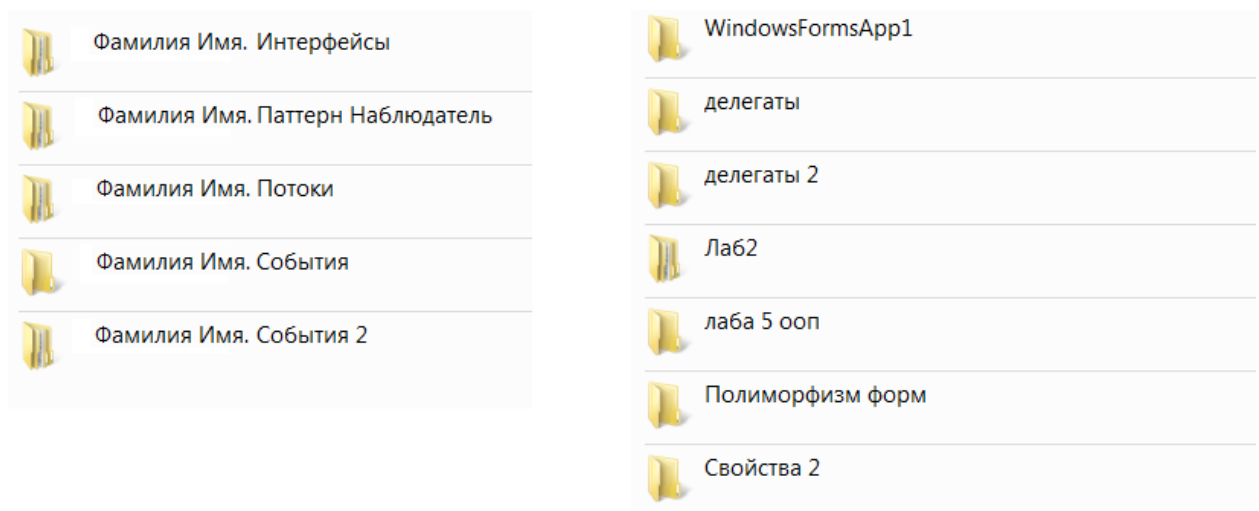 Фамилия Имя. Интерфейсы
Фамилия Имя. Паттерн Наблюдатель
Фамилия Имя. Потоки
Фамилия Имя. События
Фамилия Имя. События 2
WindowsFormsApp1
делегаты
делегаты 2
Лаб2
лаба 5 ооп
Полиморфизм форм
Свойства 2